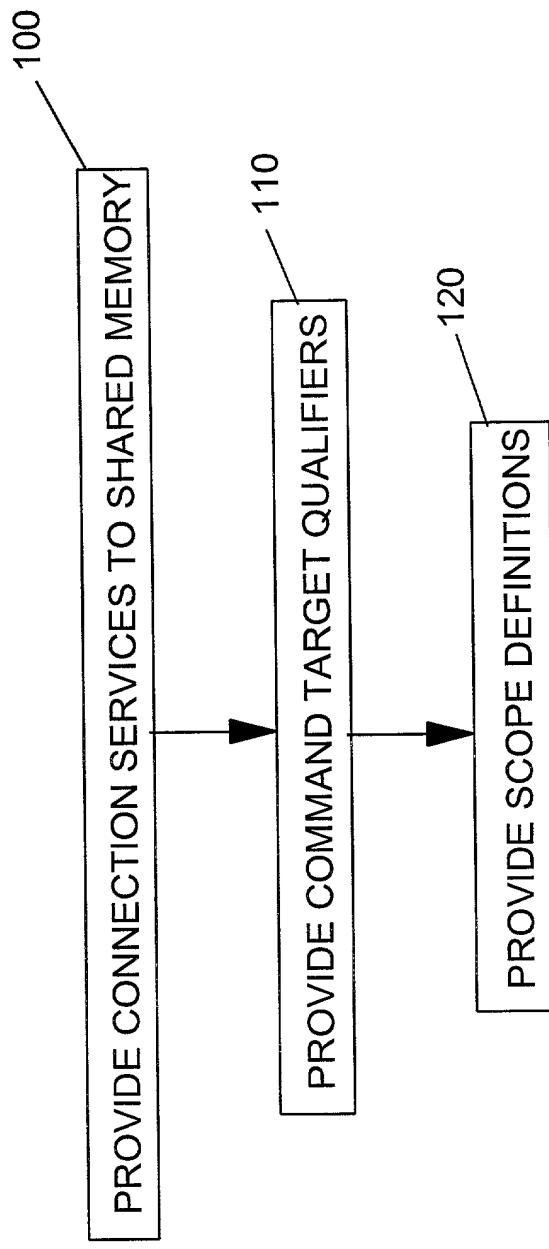 100
PROVIDE CONNECTION SERVICES TO SHARED MEMORY
110
PROVIDE COMMAND TARGET QUALIFIERS
120
PROVIDE SCOPE DEFINITIONS